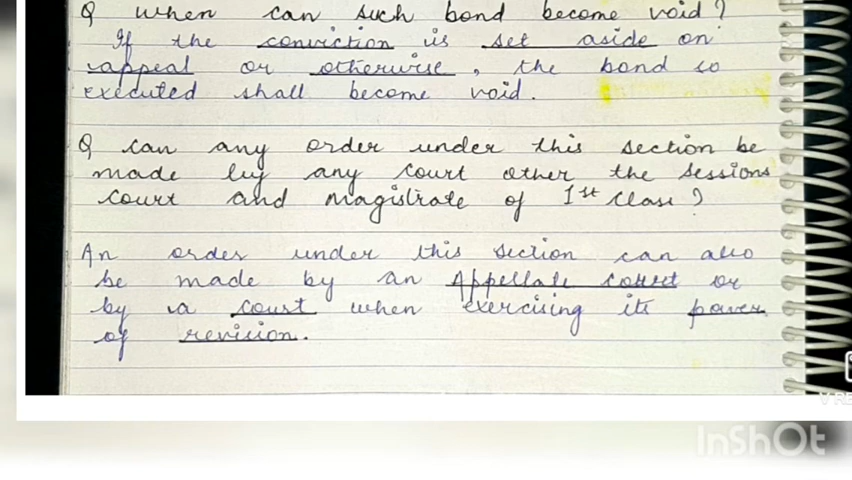 Q when can such bond become void?
If the conviction is set aside on
appeal or otherwise, the bond so
executed shall become void.
Q can any order under this section be
made by any court other the sessions
court and magistrate of 1st class?
An order under this section can also
be made by an Appellate court or
by a court when exercising its power
of revision.
InShOt